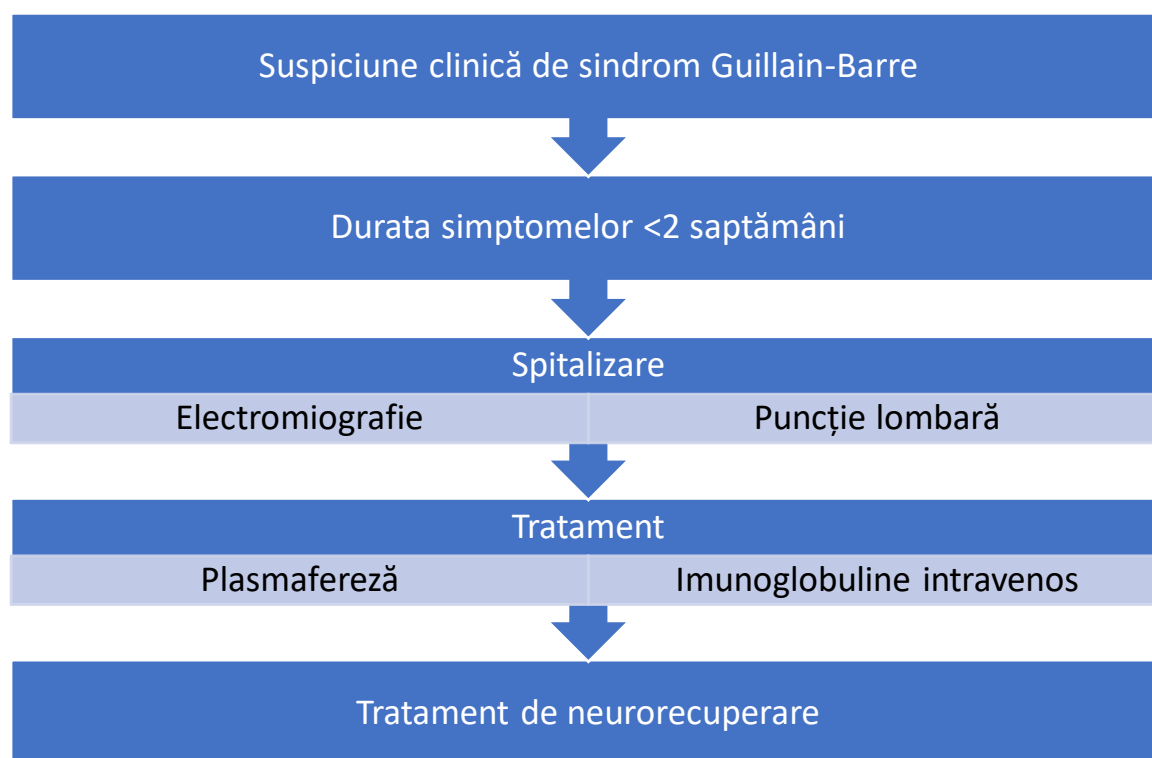 Suspiciune clinică de sindrom Guillain-Barre
Durata simptomelor <2 saptămâni
Spitalizare
Electromiografie
Puncție lombară
Tratament
Plasmafereză
Imunoglobuline intravenos
Tratament de neurorecuperare